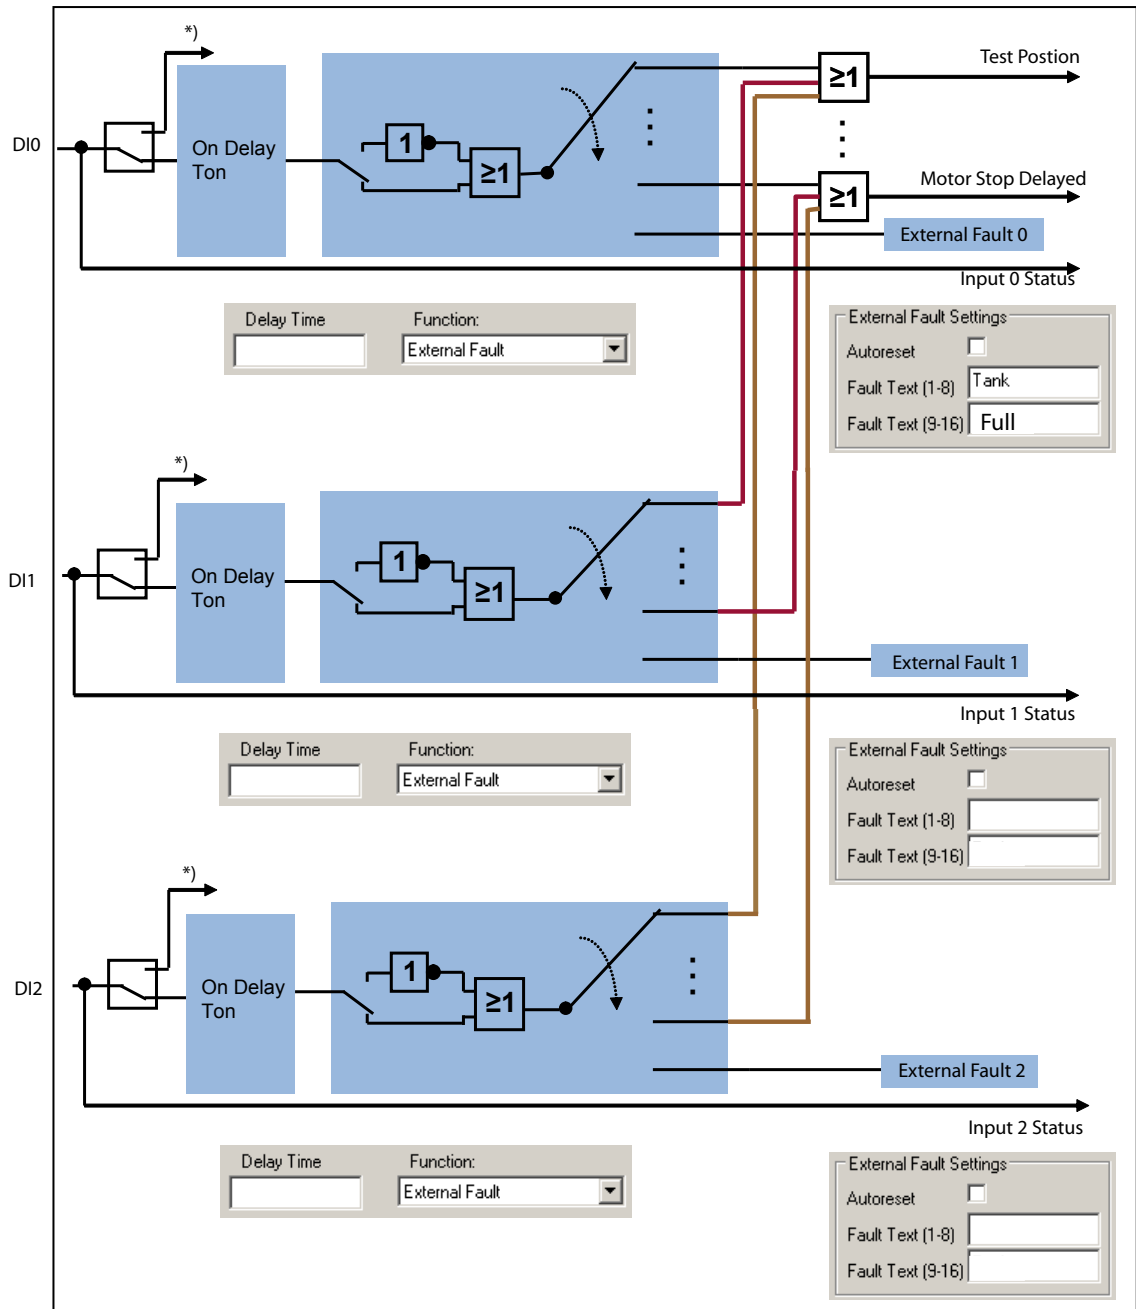 *)
Test Postion
≥1
DI0
On Delay
Ton
1
≥1
Motor Stop Delayed
≥1
External Fault 0
Input 0 Status
Delay Time
Function:
External Fault
External Fault Settings
Autoreset
Fault Text (1-8) Tank
Fault Text (9-16) Full
*)
DI1
On Delay
Ton
1
≥1
External Fault 1
Input 1 Status
Delay Time
Function:
External Fault
External Fault Settings
Autoreset
Fault Text (1-8)
Fault Text (9-16)
*)
DI2
On Delay
Ton
1
≥1
External Fault 2
Input 2 Status
Delay Time
Function:
External Fault
External Fault Settings
Autoreset
Fault Text (1-8)
Fault Text (9-16)